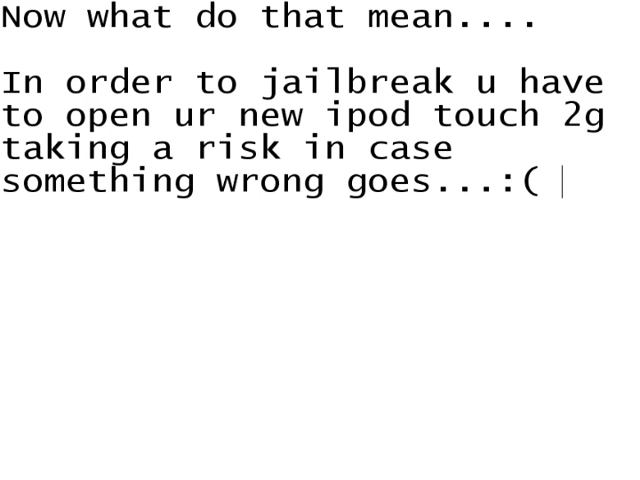 Now what do that mean....
In order to jailbreak u have
to open ur new ipod touch 2g
taking a risk in case
something wrong goes...:(